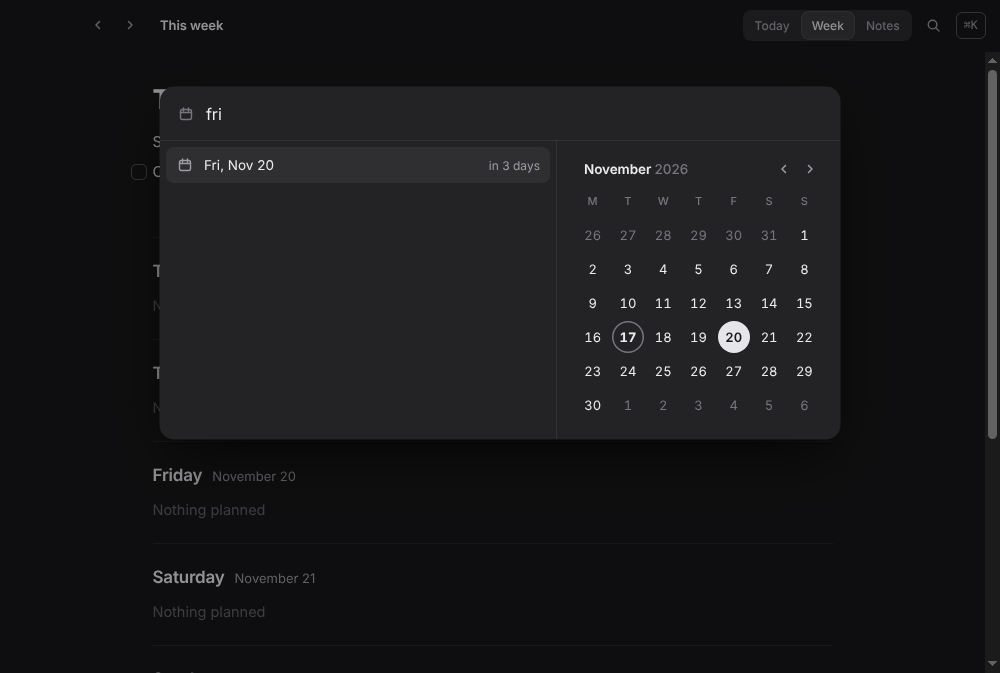 This week
Today Week Notes ⌘K
fri
Fri, Nov 20 in 3 days
November 2026
M T W T F S S
26 27 28 29 30 31 1
2 3 4 5 6 7 8
9 10 11 12 13 14 15
16 17 18 19 20 21 22
23 24 25 26 27 28 29
30 1 2 3 4 5 6
Friday November 20
Nothing planned
Saturday November 21
Nothing planned